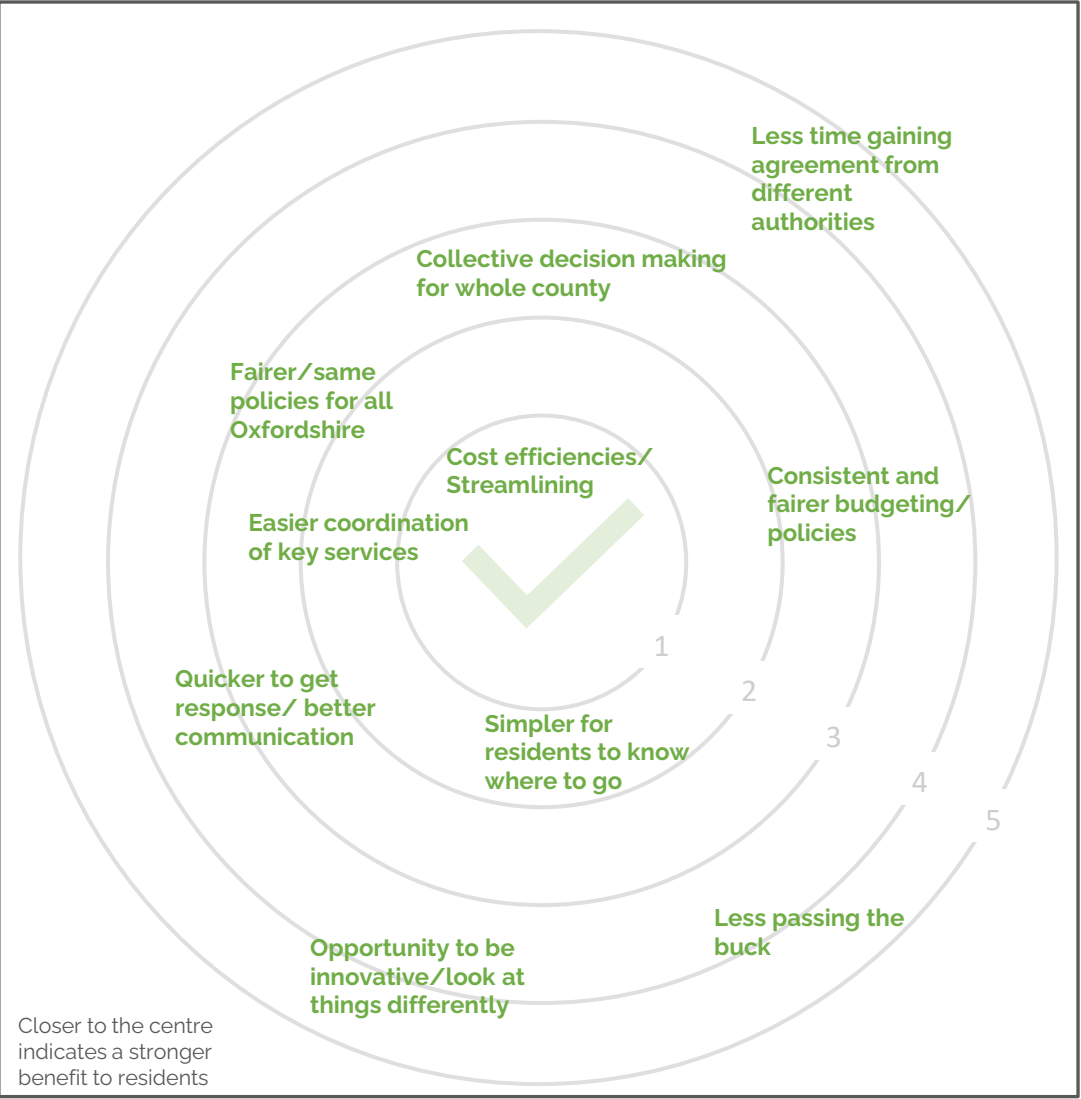 Less time gaining
agreement from
different
authorities
Collective decision making
for whole county
Fairer/same
policies for all
Oxfordshire
Cost efficiencies/
Streamlining
Consistent and
fairer budgeting/
policies
Easier coordination
of key services
1
2
3
4
5
Quicker to get
response/ better
communication
Simpler for
residents to know
where to go
Less passing the
buck
Opportunity to be
innovative/look at
things differently
Closer to the centre
indicates a stronger
benefit to residents